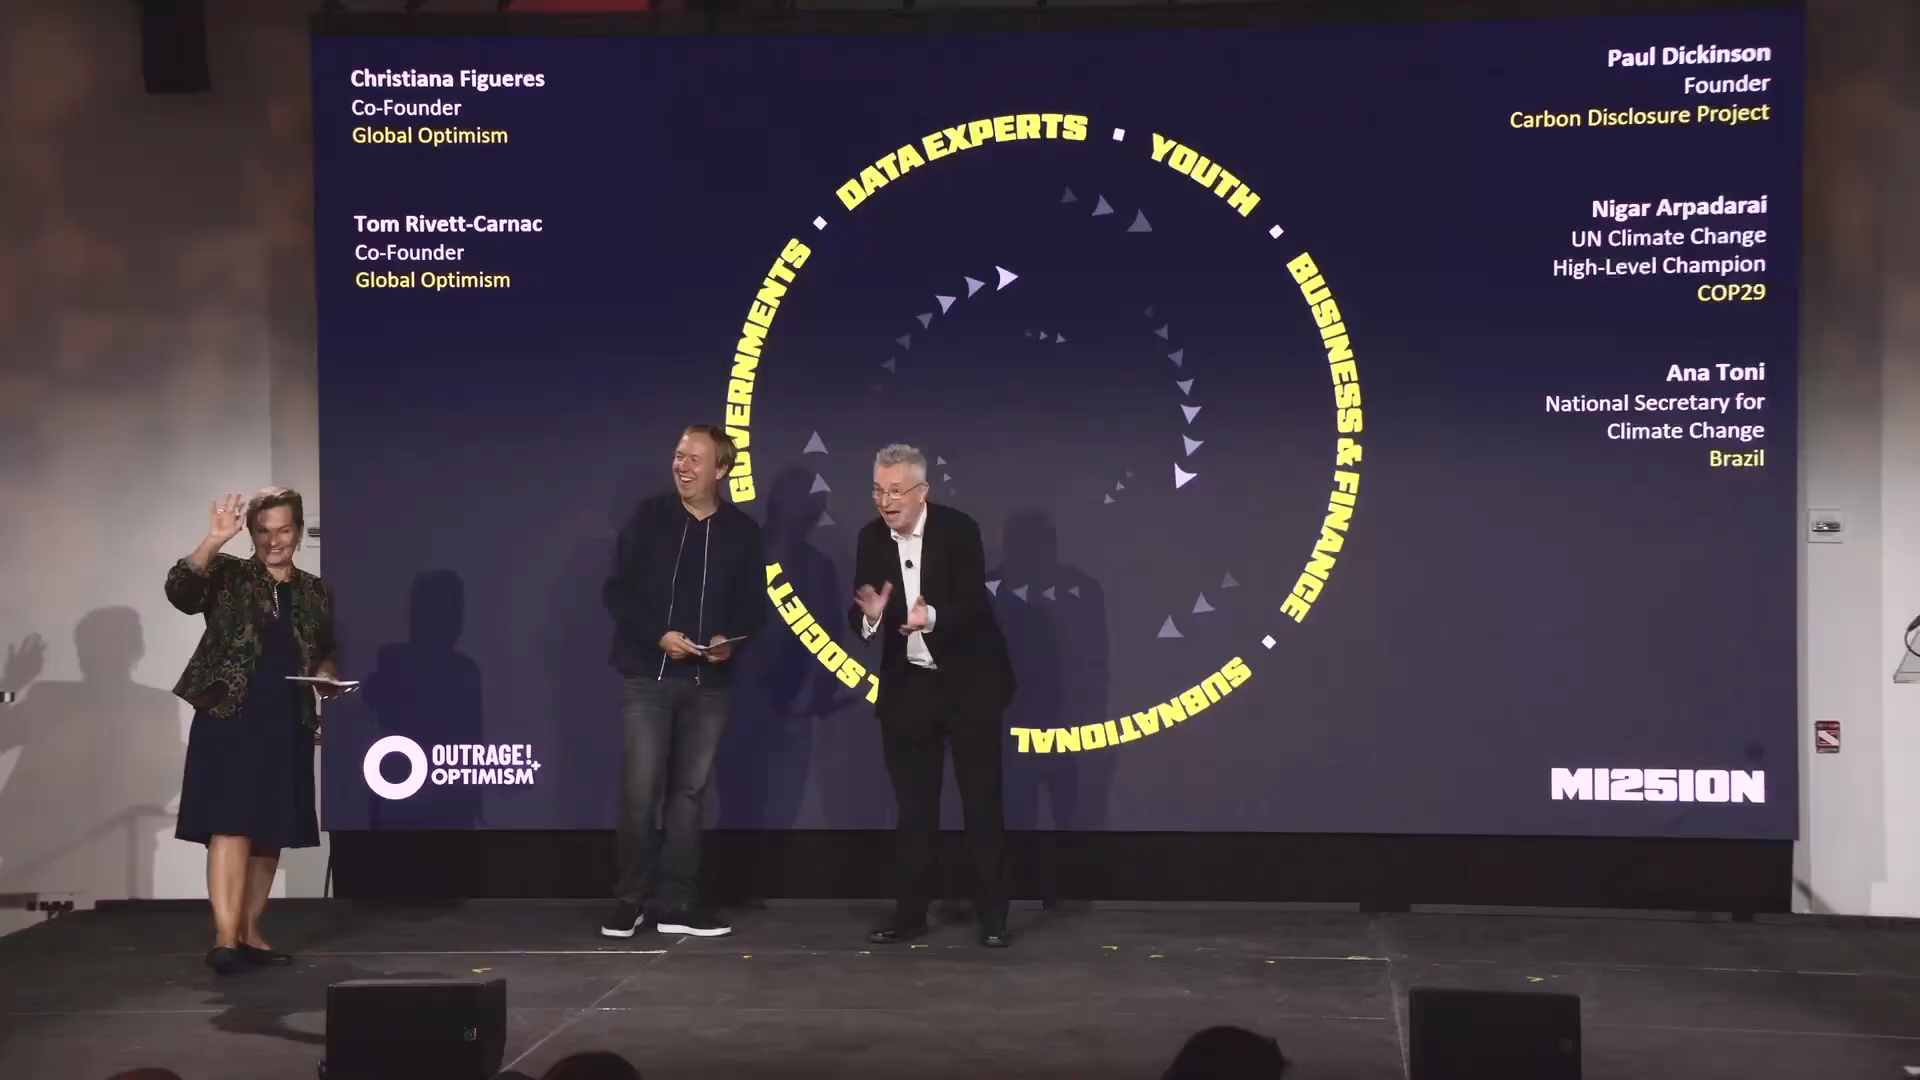 Christiana Figueres
Co-Founder
Global Optimism
Tom Rivett-Carnac
Co-Founder
Global Optimism
Paul Dickinson
Founder
Carbon Disclosure Project
Nigar Arpadarai
UN Climate Change
High-Level Champion
COP29
Ana Toni
National Secretary for
Climate Change
Brazil
DATA EXPERTS
YOUTH
BUSINESS & FINANCE
SUBNATIONAL
L SOCIETY
GOVERNMENTS
OUTRAGE!+
OPTIMISM
MI25ION